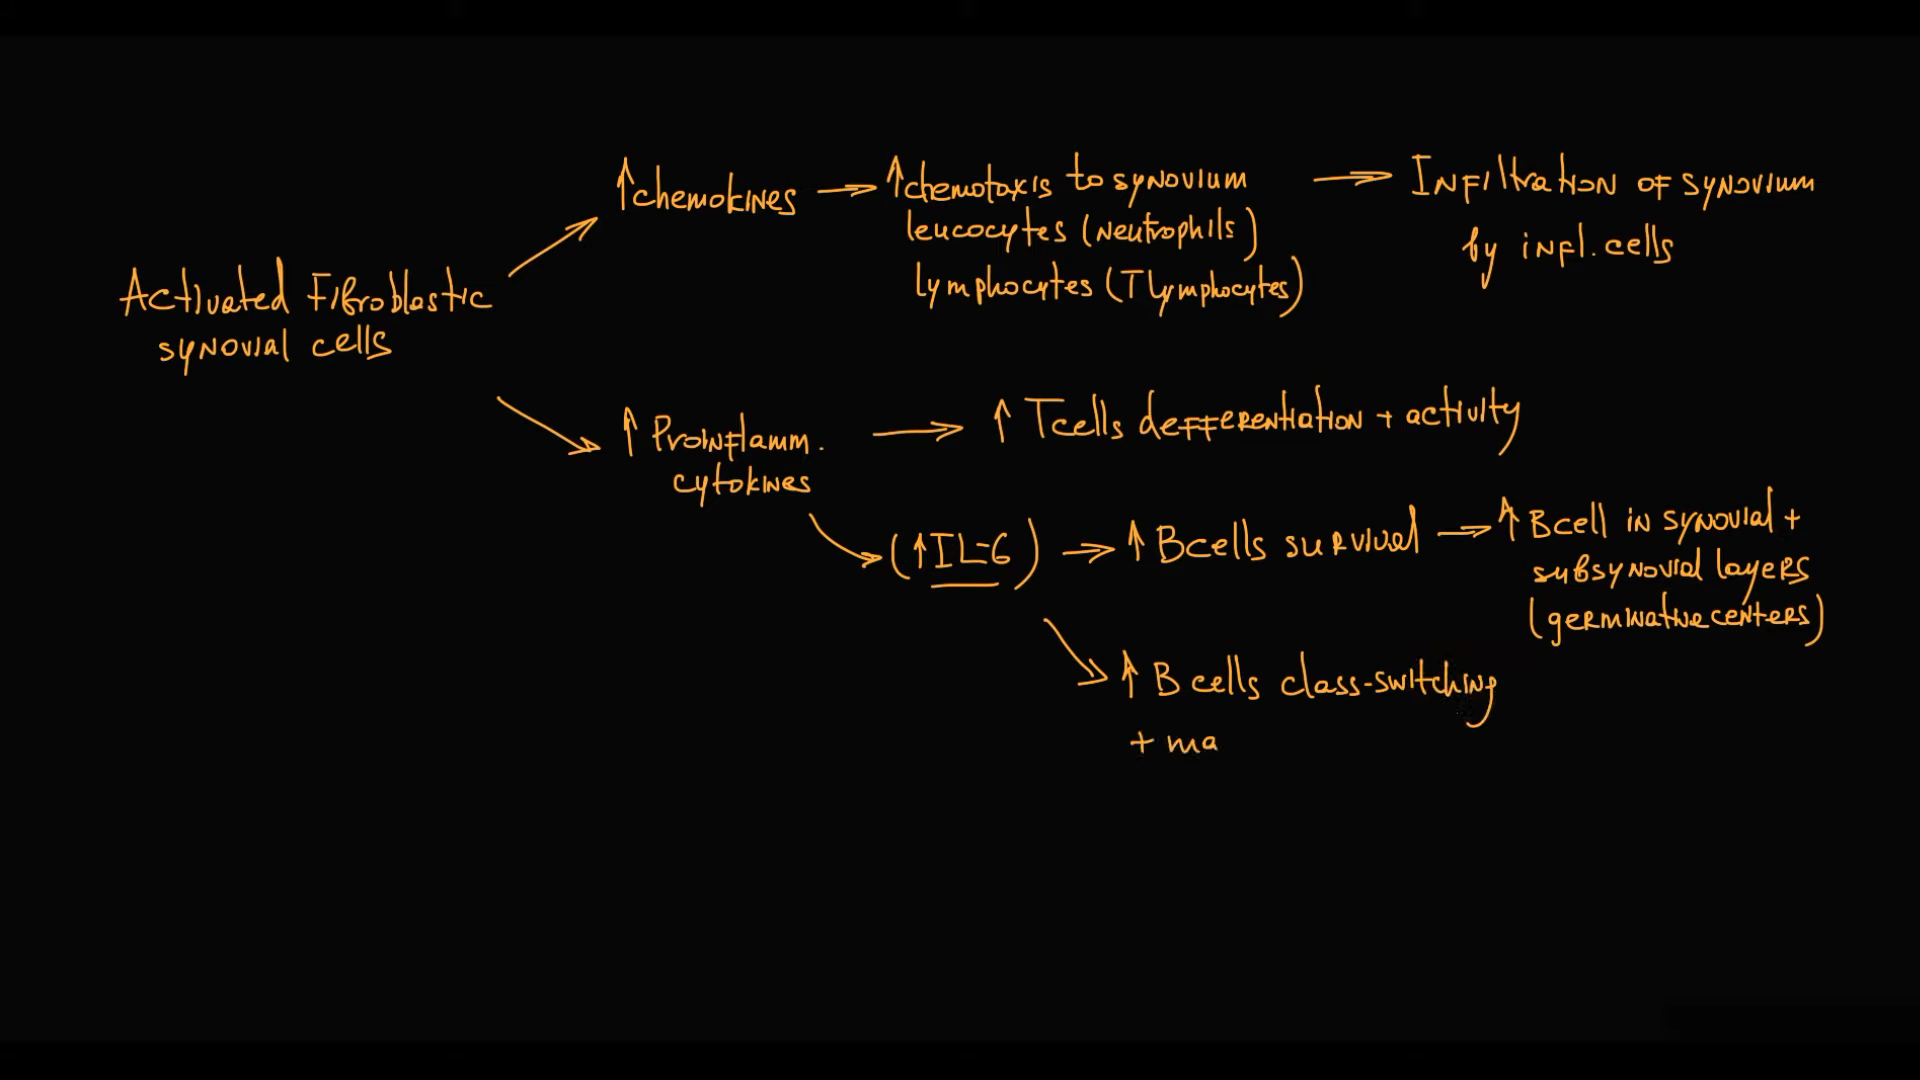 Activated Fibroblastic
synovial cells
↑chemokines → ↑chemotaxis to synovium
leucocytes (Neutrophils)
lymphocytes (T lymphocytes)
→ Infiltration of synovium
by infl. cells
↑ Proinflamm.
cytokines
→ ↑ Tcells defferentiation + activity
(↑IL-6) → ↑ Bcells survival → ↑ Bcell in synovial +
subsynovial layers
(germinative centers)
↑ B cells class-switching
+ ma